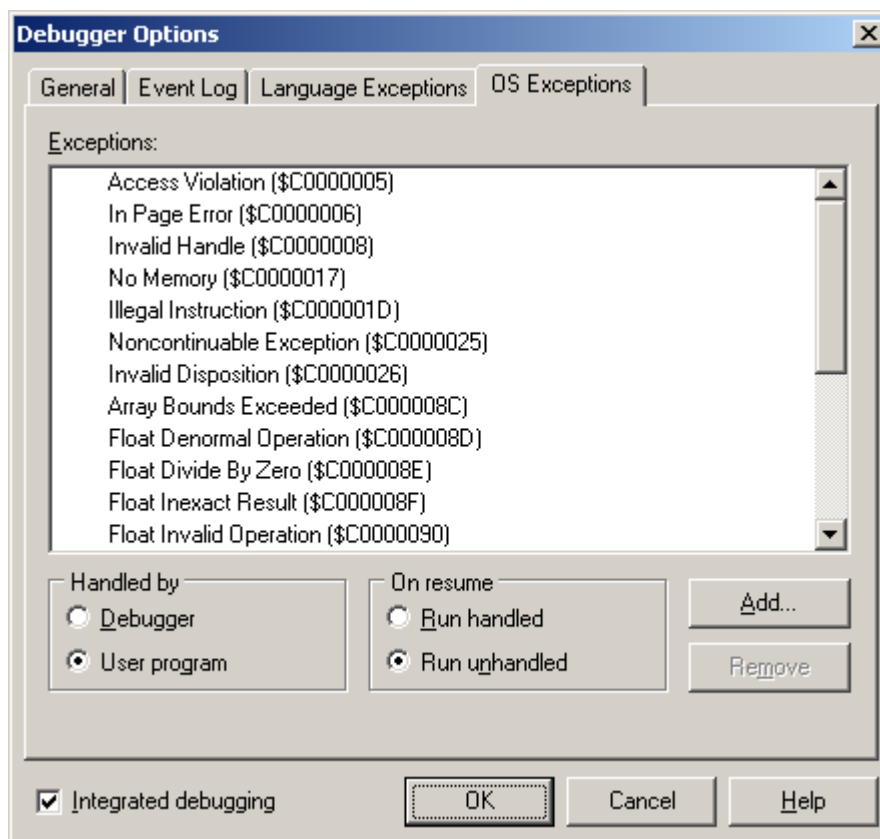 Debugger Options
General Event Log Language Exceptions OS Exceptions
Exceptions:
Access Violation ($C0000005)
In Page Error ($C0000006)
Invalid Handle ($C0000008)
No Memory ($C0000017)
Illegal Instruction ($C000001D)
Noncontinuable Exception ($C0000025)
Invalid Disposition ($C0000026)
Array Bounds Exceeded ($C000008C)
Float Denormal Operation ($C000008D)
Float Divide By Zero ($C000008E)
Float Inexact Result ($C000008F)
Float Invalid Operation ($C0000090)
Handled by
Debugger
User program
On resume
Run handled
Run unhandled
Add...
Remove
Integrated debugging
OK
Cancel
Help